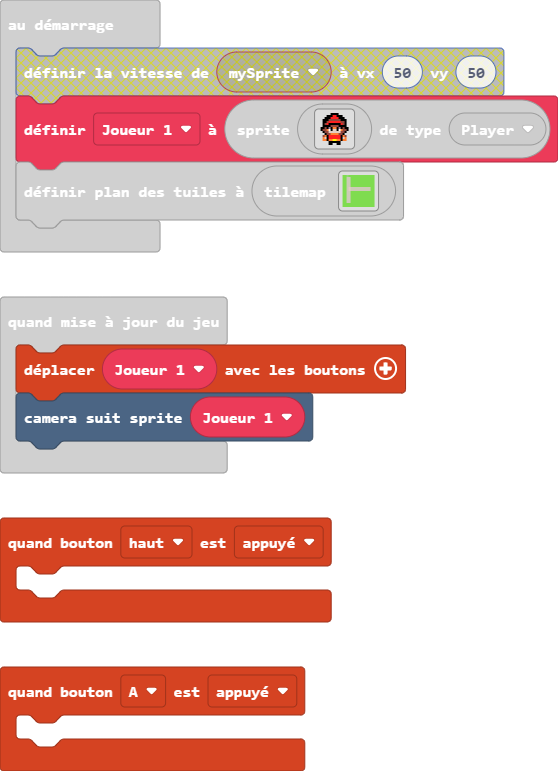 au démarrage
définir la vitesse de mySprite à vx 50 vy 50
définir Joueur 1 à sprite de type Player
définir plan des tuiles à tilemap
quand mise à jour du jeu
déplacer Joueur 1 avec les boutons
camera suit sprite Joueur 1
quand bouton haut est appuyé
quand bouton A est appuyé